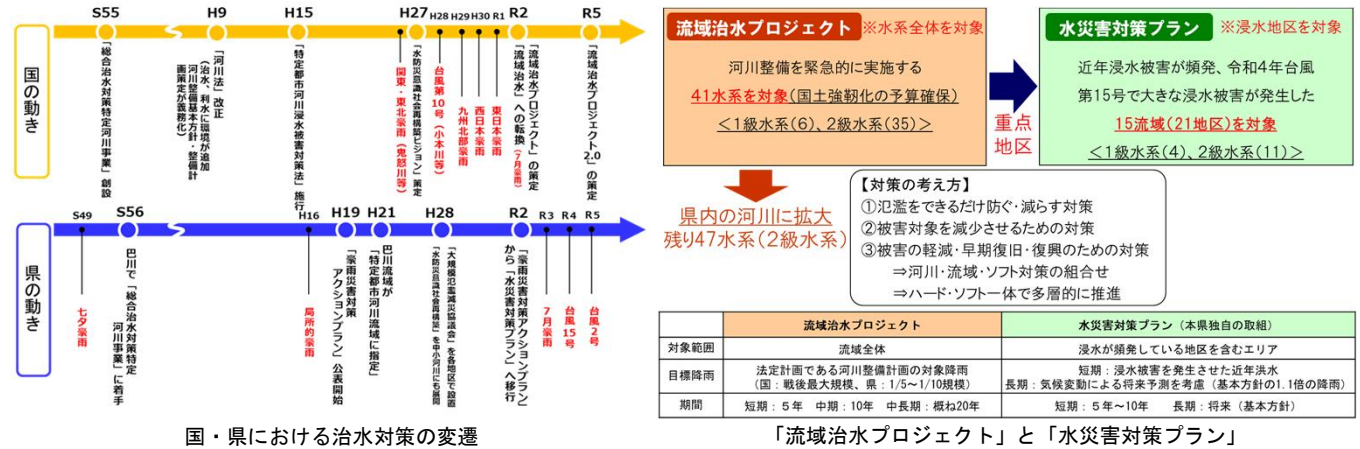 国の動き
S55
「総合治水対策特定河川事業」創設
H9
「河川法」改正
(治水、利水に環境が追加
河川整備基本方針・整備計
画策定が義務化)
H15
「特定都市河川浸水被害対策法」施行
関東・東北豪雨(鬼怒川等)
H27
「水防災意識社会再構築ビジョン」策定
H28
台風第10号(小本川等)
H29
九州北部豪雨
H30
西日本豪雨
R1
東日本豪雨
R2
「流域治水プロジェクト」の策定
「流域治水」への転換(7月豪雨)
R5
「流域治水プロジェクト2.0」の策定
県の動き
S49
七夕豪雨
S56
巴川で「総合治水対策特定
河川事業」に着手
H16
局所的豪雨
H19
「豪雨災害対策
アクションプラン」公表開始
H21
巴川流域が
「特定都市河川流域に指定」
H28
「大規模氾濫減災協議会」を各地区で設置
「水防災意識社会再構築」を中小河川にも展開
R2
「豪雨災害対策アクションプラン」
から「水災害対策プラン」へ移行
R3
7月豪雨
R4
台風15号
R5
台風2号
国・県における治水対策の変遷
流域治水プロジェクト ※水系全体を対象
河川整備を緊急的に実施する
41水系を対象(国土強靭化の予算確保)
<1級水系(6)、2級水系(35)>
重点
地区
水災害対策プラン ※浸水地区を対象
近年浸水被害が頻発、令和4年台風
第15号で大きな浸水被害が発生した
15流域(21地区)を対象
<1級水系(4)、2級水系(11)>
県内の河川に拡大
残り47水系(2級水系)
【対策の考え方】
①氾濫をできるだけ防ぐ・減らす対策
②被害対象を減少させるための対策
③被害の軽減・早期復旧・復興のための対策
⇒河川・流域・ソフト対策の組合せ
⇒ハード・ソフト一体で多層的に推進
流域治水プロジェクト 水災害対策プラン(本県独自の取組)
対象範囲 流域全体 浸水が頻発している地区を含むエリア
目標降雨 法定計画である河川整備計画の対象降雨
(国:戦後最大規模、県:1/5~1/10規模)
短期:浸水被害を発生させた近年洪水
長期:気候変動による将来予測を考慮(基本方針の1.1倍の降雨)
期間 短期:5年 中期:10年 中長期:概ね20年 短期:5年~10年 長期:将来(基本方針)
「流域治水プロジェクト」と「水災害対策プラン」